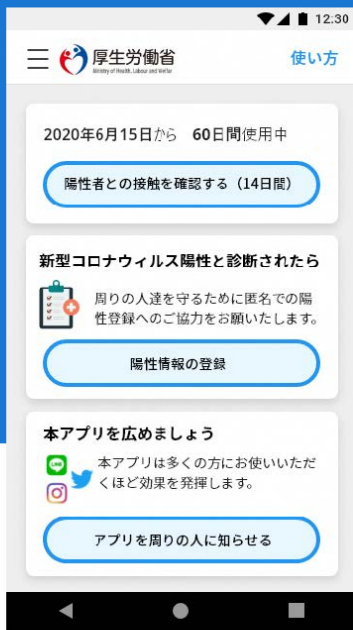 12:30
厚生労働省
Ministry of Health, Labour and Welfar
使い方
2020年6月15日から 60日間使用中
陽性者との接触を確認する（14日間）
新型コロナウィルス陽性と診断されたら
周りの人達を守るために匿名での陽
性登録へのご協力をお願いたします。
陽性情報の登録
本アプリを広めましょう
LINE
本アプリは多くの方にお使いいただ
くほど効果を発揮します。
アプリを周りの人に知らせる